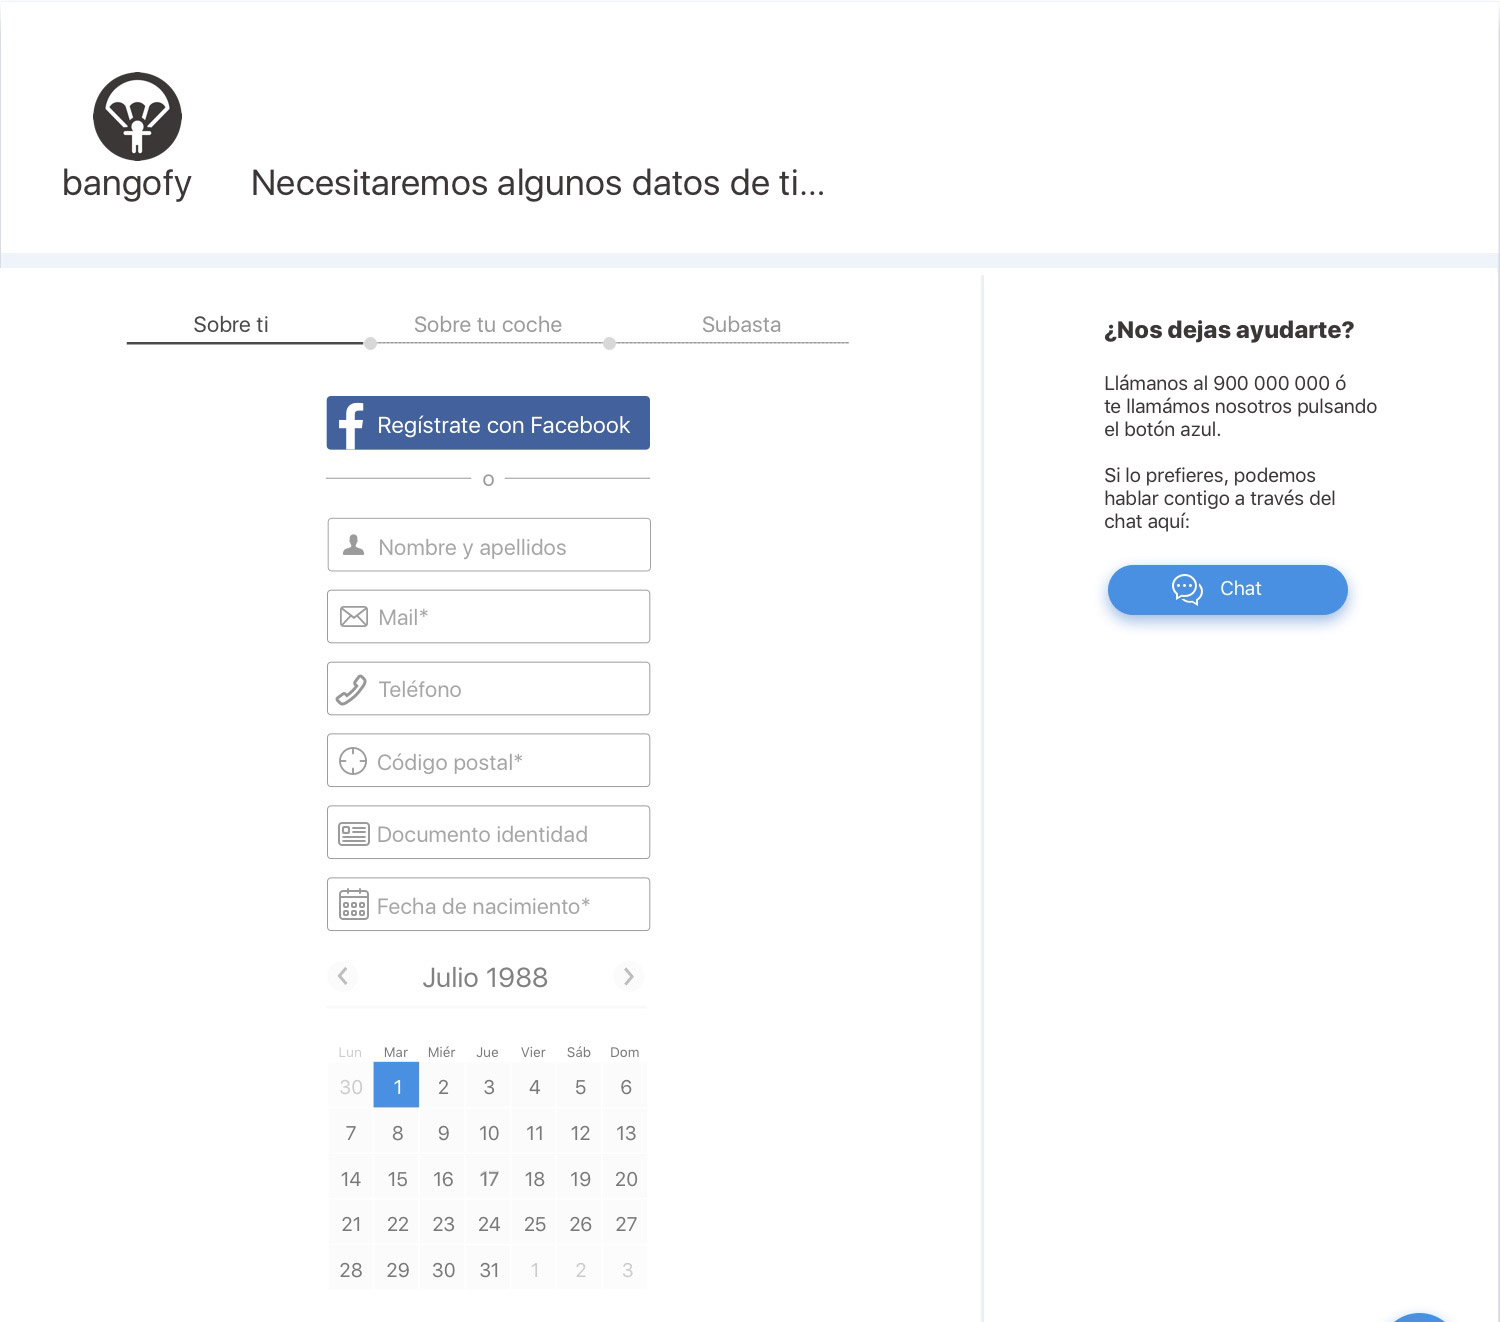 bangofy
Necesitaremos algunos datos de ti...
Sobre ti
Sobre tu coche
Subasta
Regístrate con Facebook
o
Nombre y apellidos
Mail*
Teléfono
Código postal*
Documento identidad
Fecha de nacimiento*
Julio 1988
Lun Mar Miér Jue Vier Sáb Dom
30 1 2 3 4 5 6
7 8 9 10 11 12 13
14 15 16 17 18 19 20
21 22 23 24 25 26 27
28 29 30 31 1 2 3
¿Nos dejas ayudarte?
Llámanos al 900 000 000 ó
te llamámos nosotros pulsando
el botón azul.
Si lo prefieres, podemos
hablar contigo a través del
chat aquí:
Chat